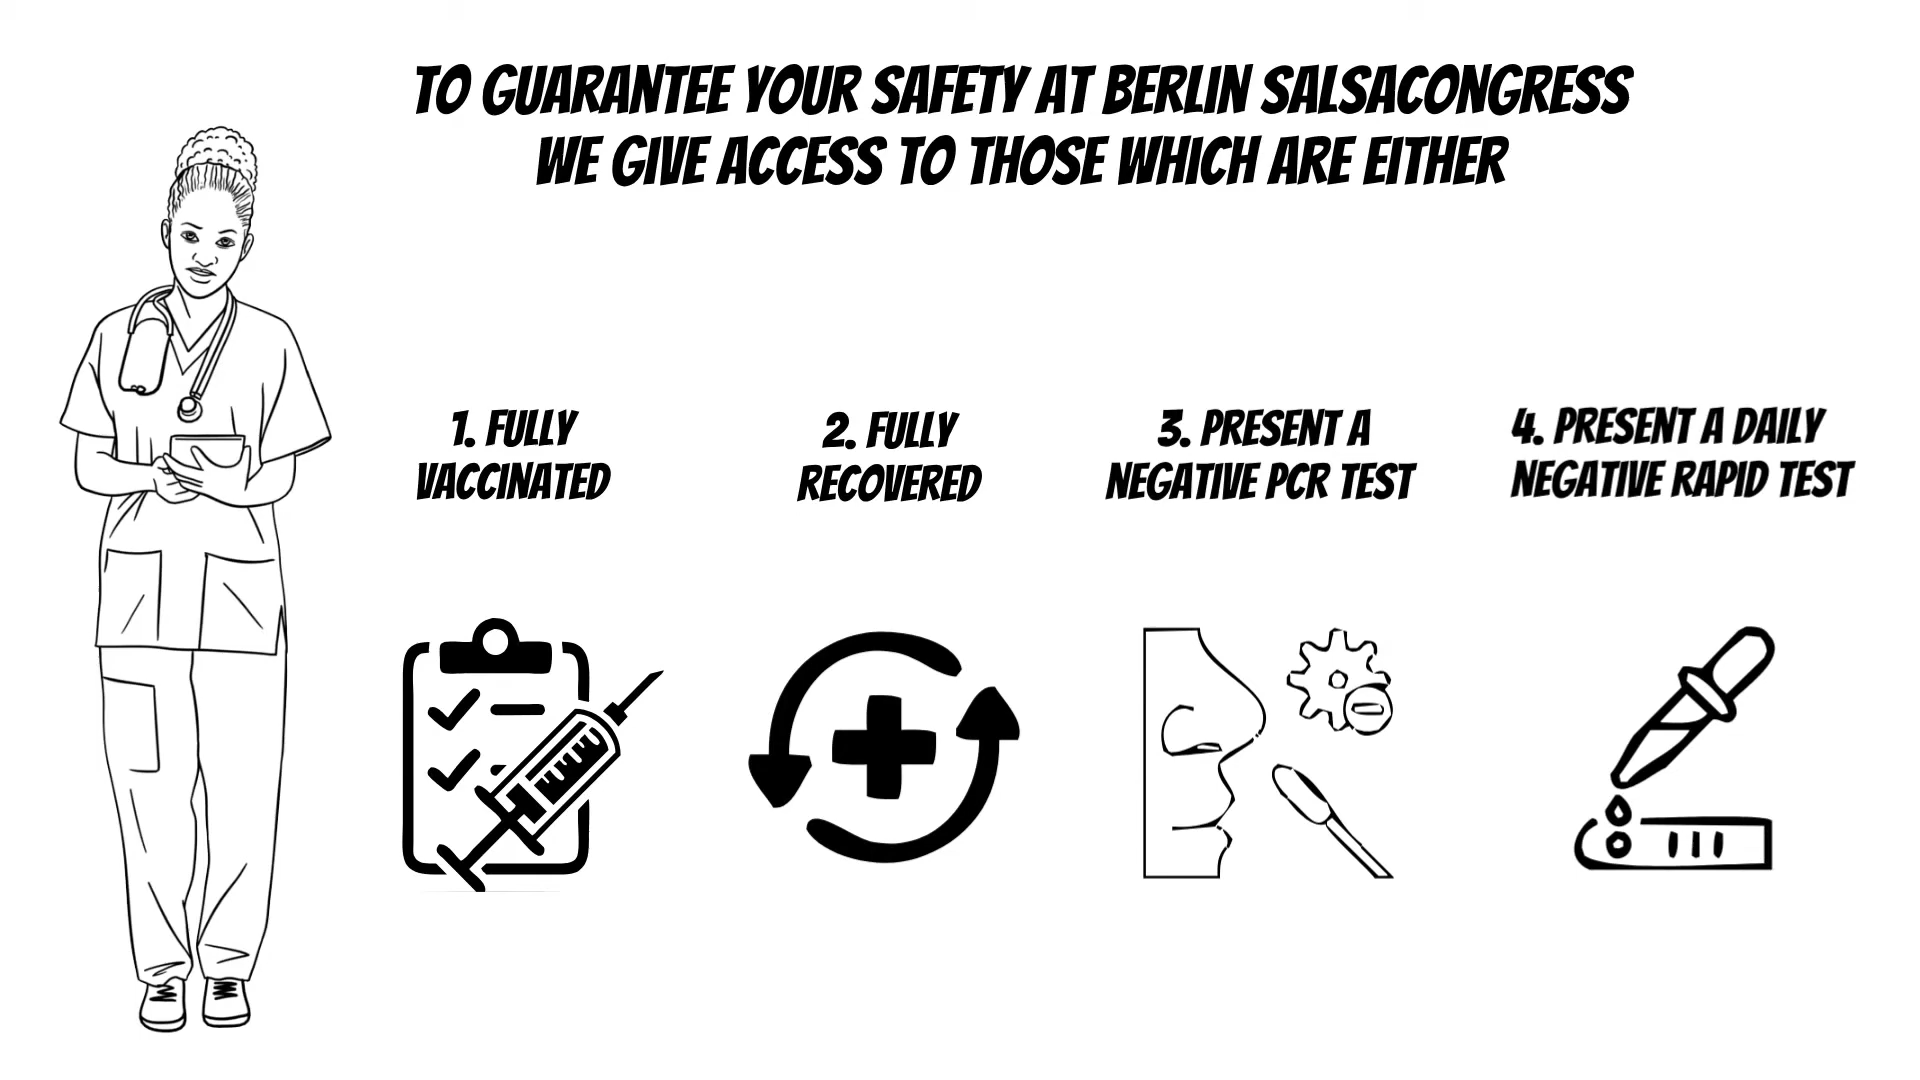 TO GUARANTEE YOUR SAFETY AT BERLIN SALSACONGRESS
WE GIVE ACCESS TO THOSE WHICH ARE EITHER
1. FULLY
VACCINATED
2. FULLY
RECOVERED
3. PRESENT A
NEGATIVE PCR TEST
4. PRESENT A DAILY
NEGATIVE RAPID TEST